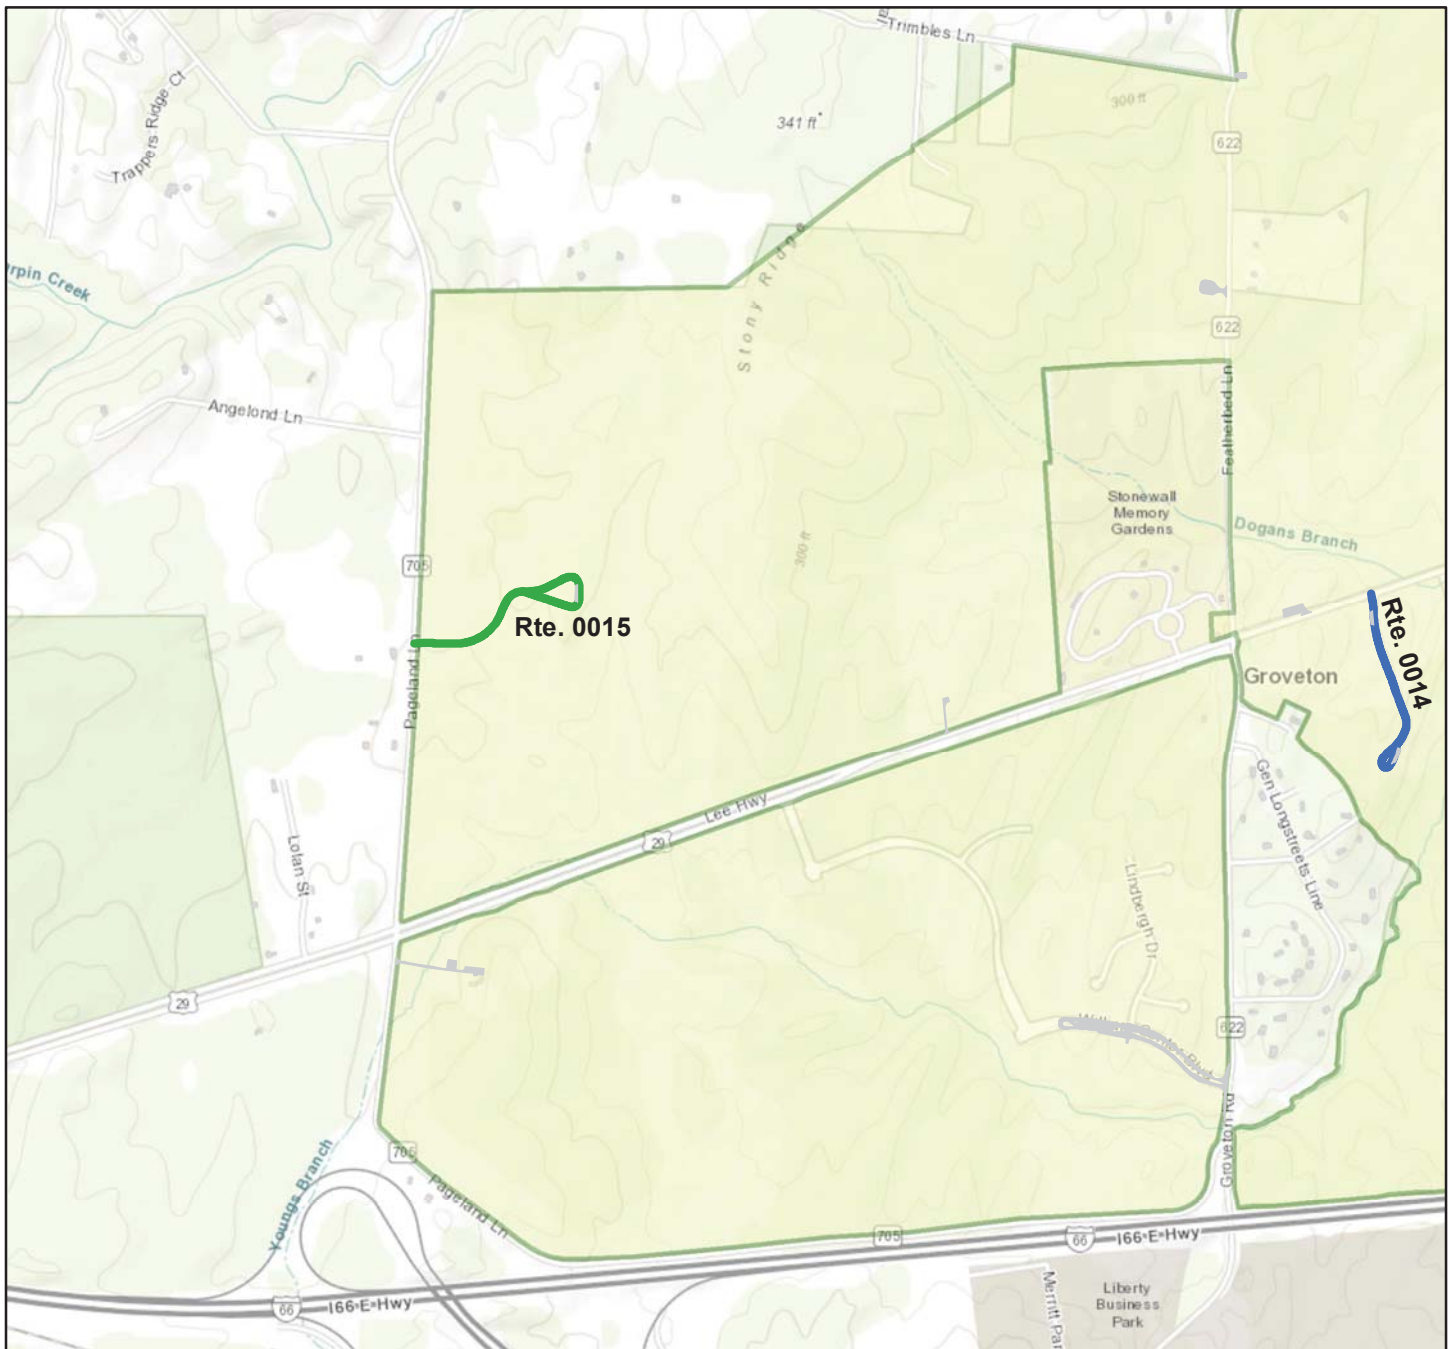 Trimbles Ln
Trappers Ridge Ct
341 ft
300 ft
622
Stony Ridge
622
Angelond Ln
Featherbed Ln
Stonewall
Memory
Gardens
Dogans Branch
300 ft
705
Rte. 0015
Rte. 0014
Pageland Ln
Groveton
Gen Longstreets Line
Lee Hwy
29
Lolan St
Lindbergh Dr
29
622
Groveton Rd
705
Youngs Branch
Pageland Ln
705
66
I66-E-Hwy
66
I66-E-Hwy
Liberty
Business
Park